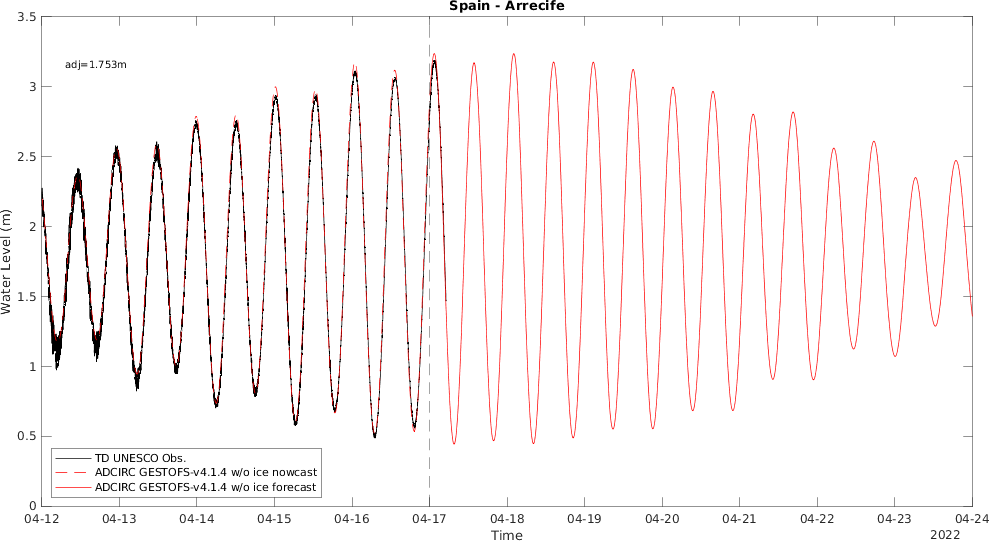 Spain - Arrecife
adj=1.753m
Water Level (m)
3.5
3
2.5
2
1.5
1
0.5
0
TD UNESCO Obs.
ADCIRC GESTOFS-v4.1.4 w/o ice nowcast
ADCIRC GESTOFS-v4.1.4 w/o ice forecast
04-12 04-13 04-14 04-15 04-16 04-17 04-18 04-19 04-20 04-21 04-22 04-23 04-24
Time
2022